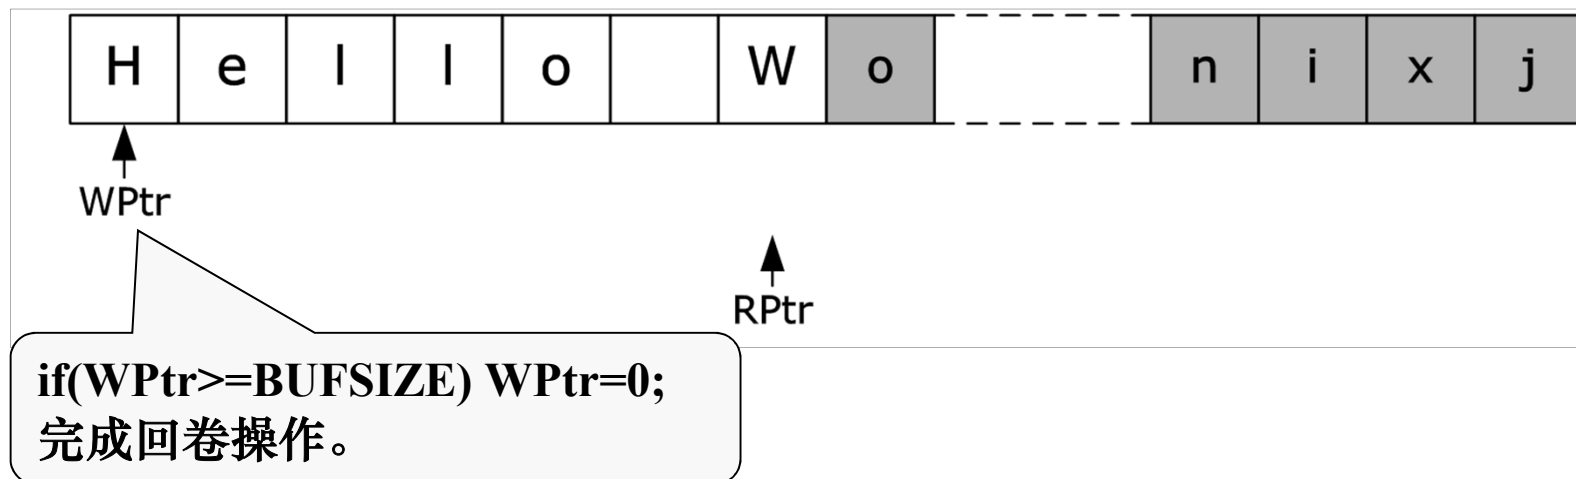 H e l l o W o n i x j
WPtr
RPtr
if(WPtr>=BUFSIZE) WPtr=0;
完成回卷操作。